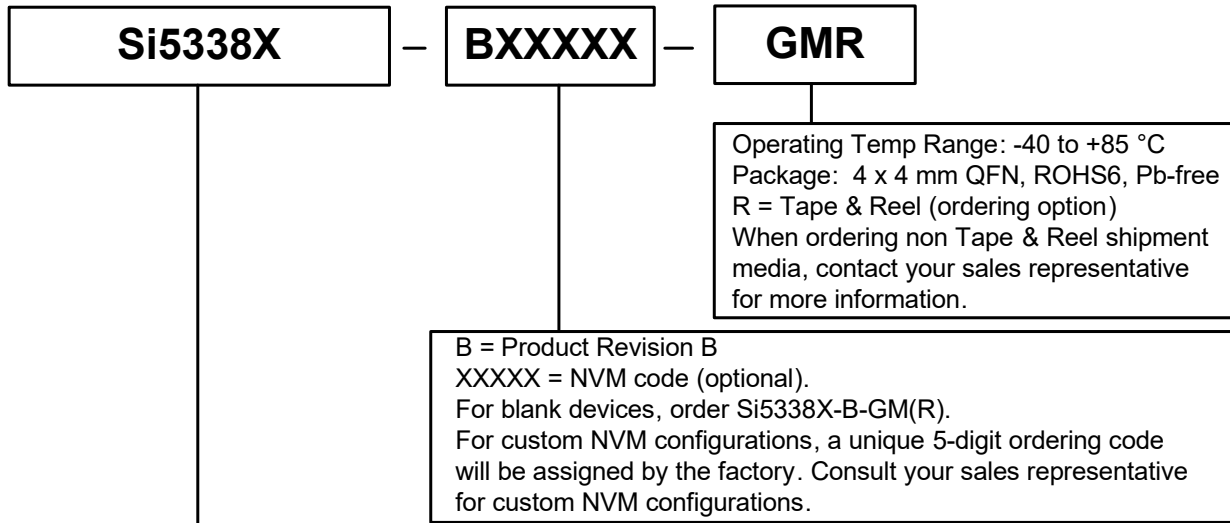 Si5338X – BXXXXX – GMR
Operating Temp Range: -40 to +85 °C
Package:  4 x 4 mm QFN, ROHS6, Pb-free
R = Tape & Reel (ordering option)
When ordering non Tape & Reel shipment
media, contact your sales representative
for more information.
B = Product Revision B
XXXXX = NVM code (optional).
For blank devices, order Si5338X-B-GM(R).
For custom NVM configurations, a unique 5-digit ordering code
will be assigned by the factory. Consult your sales representative
for custom NVM configurations.